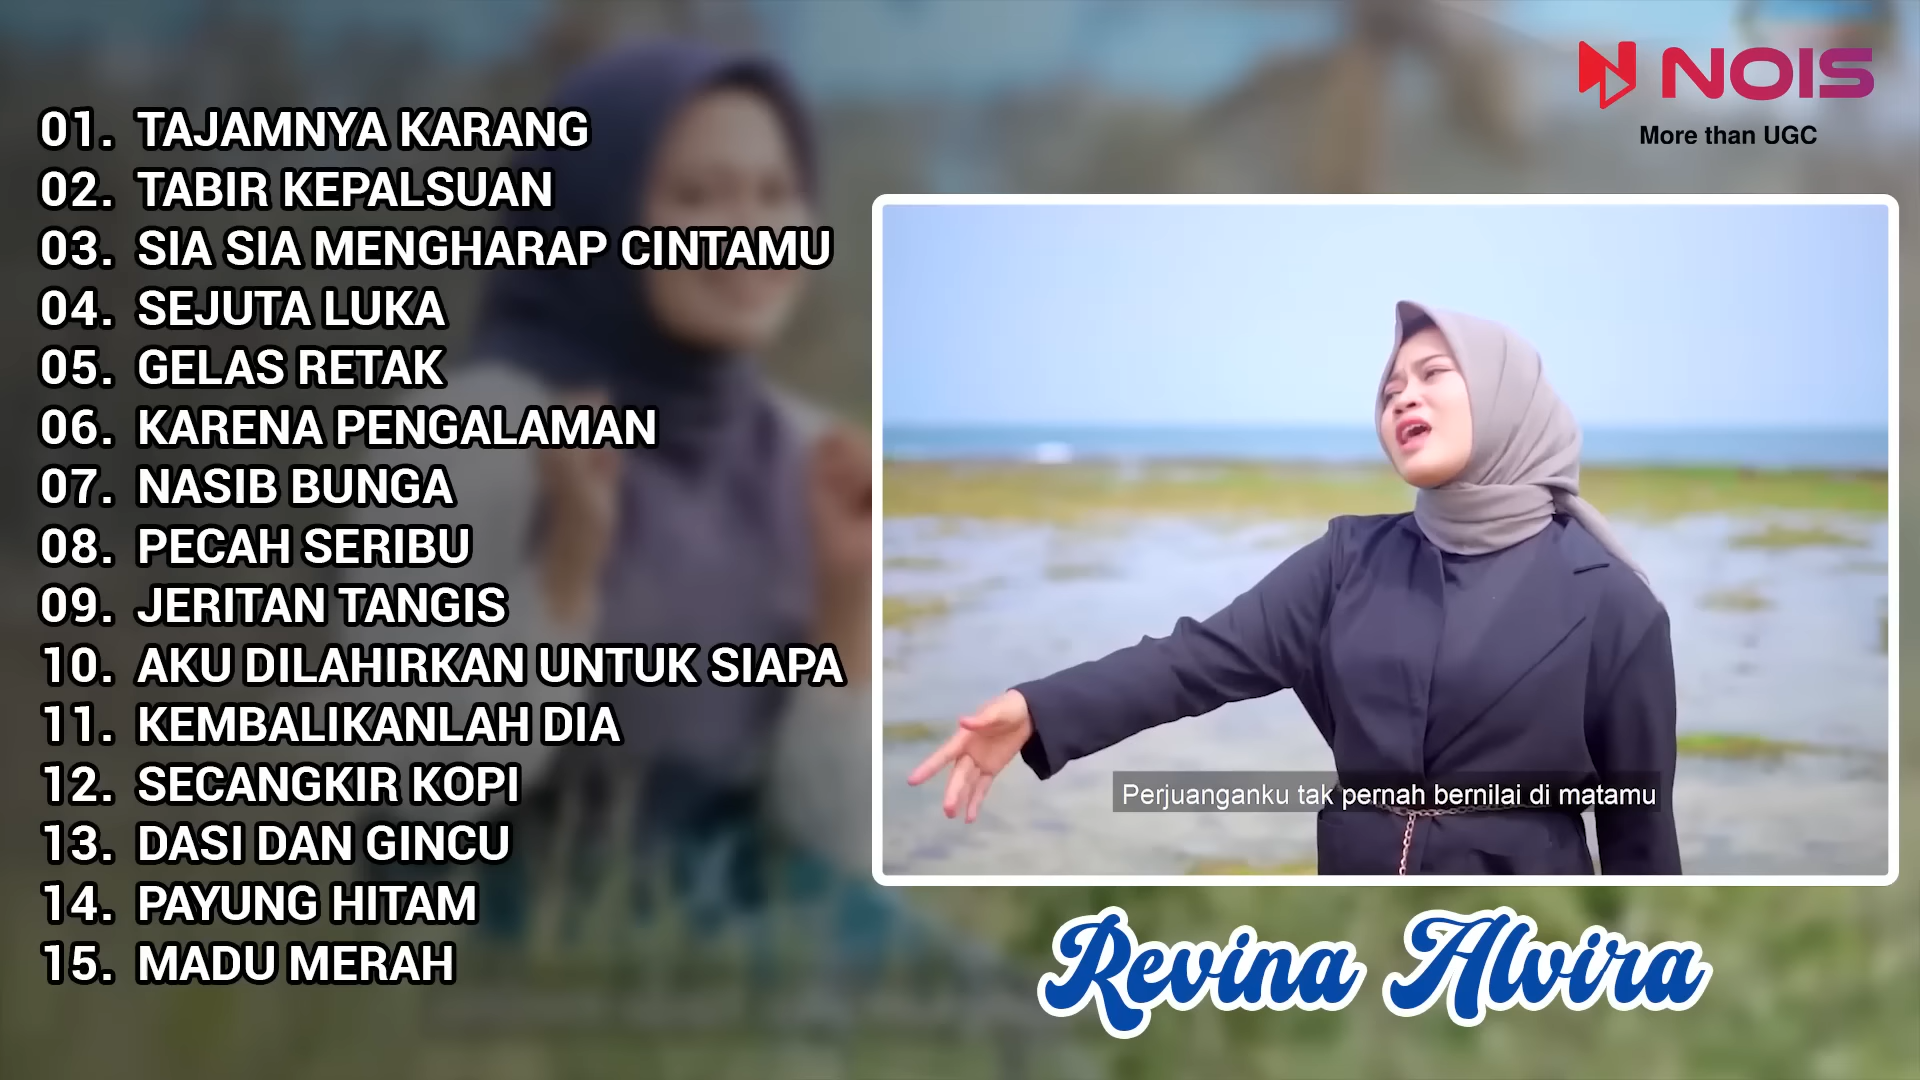 01. TAJAMNYA KARANG
02. TABIR KEPALSUAN
03. SIA SIA MENGHARAP CINTAMU
04. SEJUTA LUKA
05. GELAS RETAK
06. KARENA PENGALAMAN
07. NASIB BUNGA
08. PECAH SERIBU
09. JERITAN TANGIS
10. AKU DILAHIRKAN UNTUK SIAPA
11. KEMBALIKANLAH DIA
12. SECANGKIR KOPI
13. DASI DAN GINCU
14. PAYUNG HITAM
15. MADU MERAH
NOIS
More than UGC
Perjuanganku tak pernah bernilai di matamu
Revina Alvira